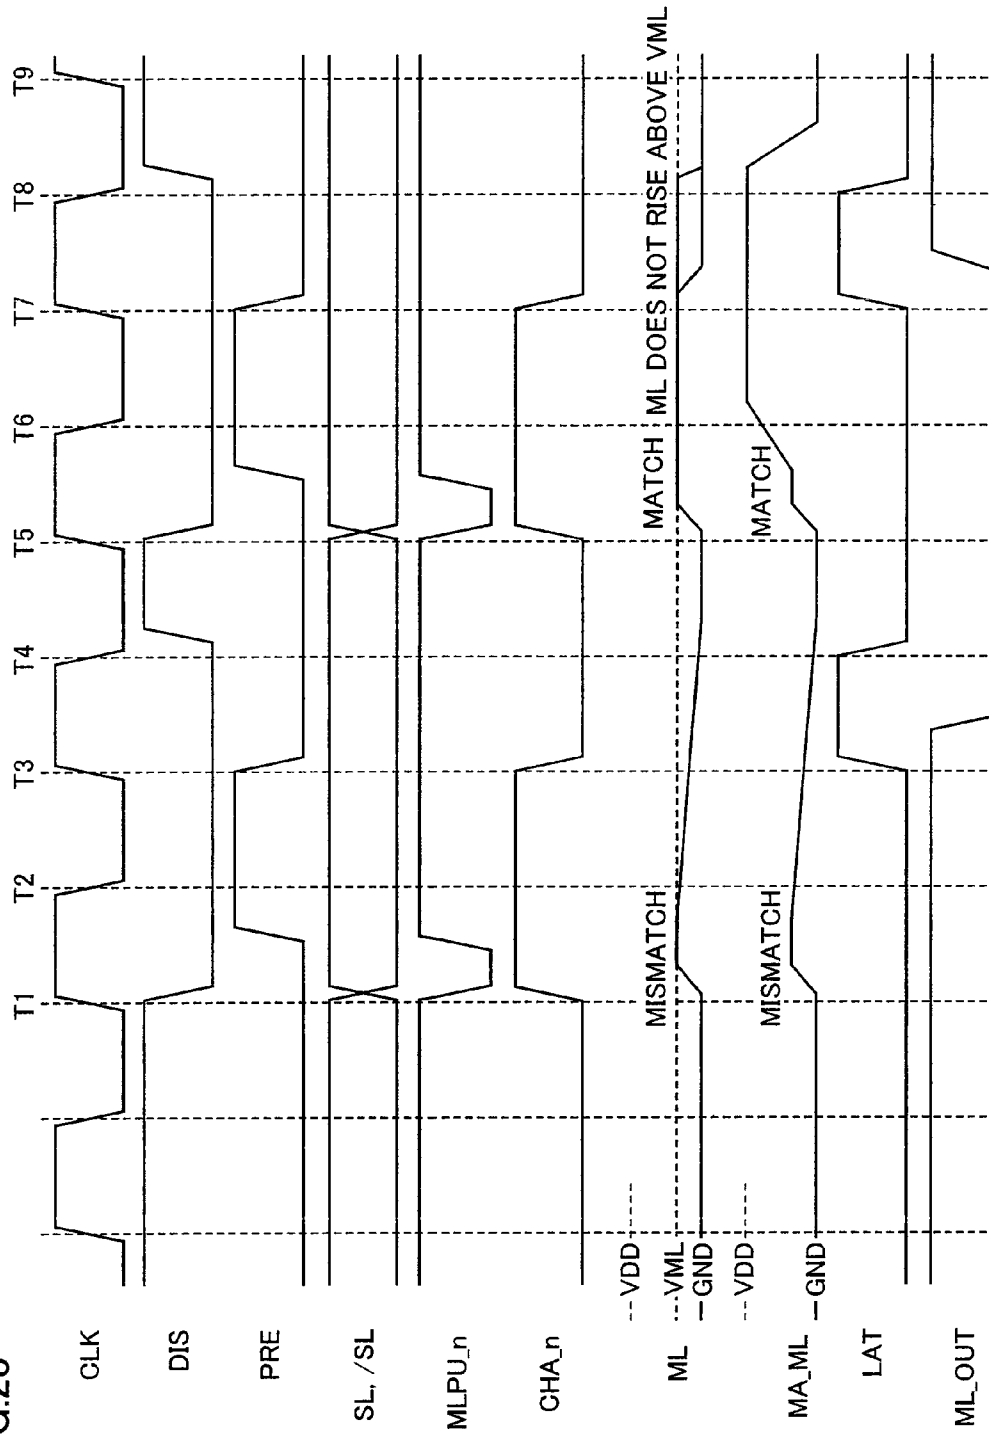 T1 T2 T3 T4 T5 T6 T7 T8 T9
CLK
DIS
PRE
SL, /SL
MLPU_n
CHA_n
VDD
ML
VML
MISMATCH
MATCH
ML DOES NOT RISE ABOVE VML
GND
VDD
MA_ML
MISMATCH
MATCH
GND
LAT
ML_OUT